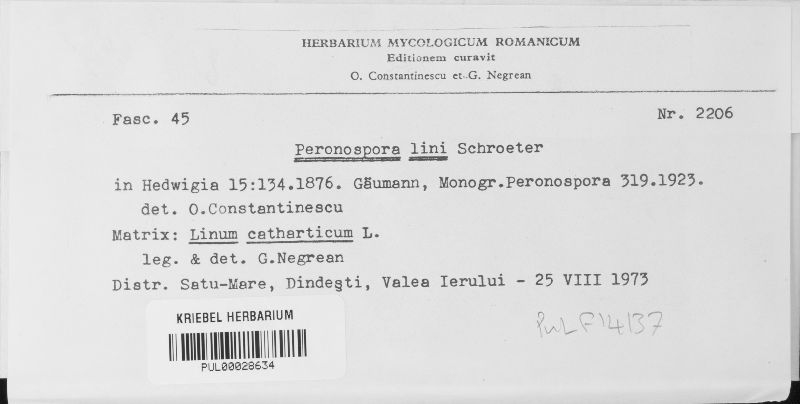 HERBARIUM MYCOLOGICUM ROMANICUM
Editionem curavit
O. Constantinescu et G. Negrean
Fasc. 45 Nr. 2206
Peronospora lini Schroeter
in Hedwigia 15:134.1876. Gäumann, Monogr.Peronospora 319.1923.
det. O.Constantinescu
Matrix: Linum catharticum L.
leg. & det. G.Negrean
Distr. Satu-Mare, Dindeşti, Valea Ierului - 25 VIII 1973
KRIEBEL HERBARIUM
PUL00028634
PuL F14137